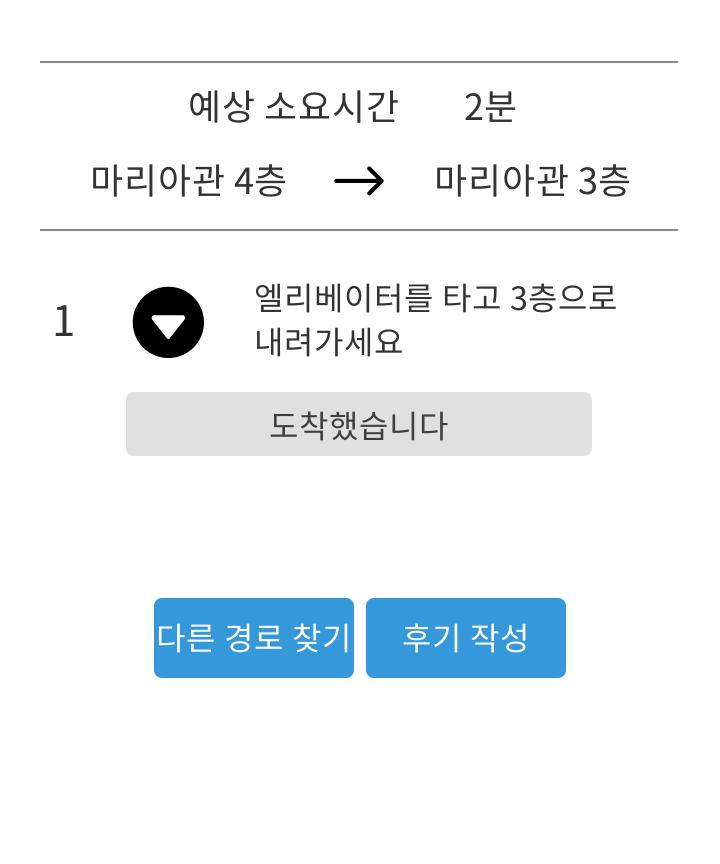 예상 소요시간 2분
마리아관 4층 → 마리아관 3층
1 엘리베이터를 타고 3층으로
내려가세요
도착했습니다
다른 경로 찾기 후기 작성